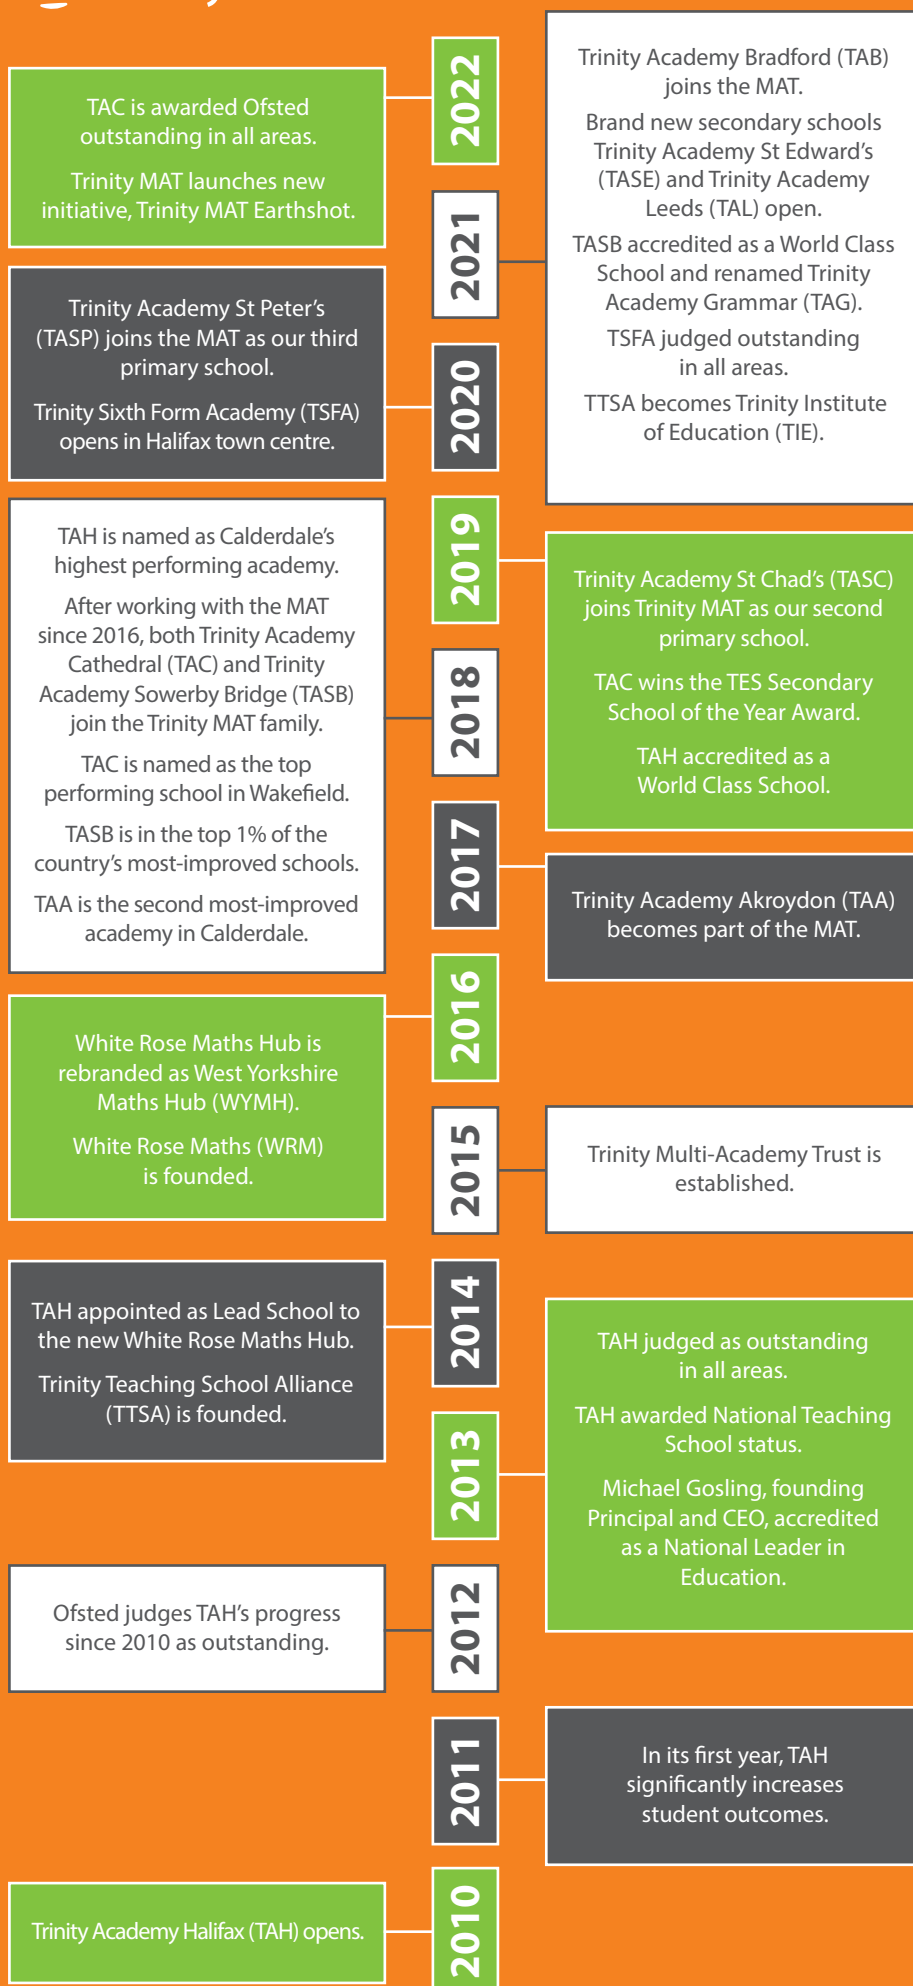 2022
TAC is awarded Ofsted
outstanding in all areas.
Trinity MAT launches new
initiative, Trinity MAT Earthshot.
2021
Trinity Academy Bradford (TAB)
joins the MAT.
Brand new secondary schools
Trinity Academy St Edward's
(TASE) and Trinity Academy
Leeds (TAL) open.
TASB accredited as a World Class
School and renamed Trinity
Academy Grammar (TAG).
TSFA judged outstanding
in all areas.
TTSA becomes Trinity Institute
of Education (TIE).
2020
Trinity Academy St Peter's
(TASP) joins the MAT as our third
primary school.
Trinity Sixth Form Academy (TSFA)
opens in Halifax town centre.
2019
Trinity Academy St Chad's (TASC)
joins Trinity MAT as our second
primary school.
TAC wins the TES Secondary
School of the Year Award.
TAH accredited as a
World Class School.
2018
TAH is named as Calderdale's
highest performing academy.
After working with the MAT
since 2016, both Trinity Academy
Cathedral (TAC) and Trinity
Academy Sowerby Bridge (TASB)
join the Trinity MAT family.
TAC is named as the top
performing school in Wakefield.
TASB is in the top 1% of the
country's most-improved schools.
TAA is the second most-improved
academy in Calderdale.
2017
Trinity Academy Akroydon (TAA)
becomes part of the MAT.
2016
White Rose Maths Hub is
rebranded as West Yorkshire
Maths Hub (WYMH).
White Rose Maths (WRM)
is founded.
2015
Trinity Multi-Academy Trust is
established.
2014
TAH appointed as Lead School to
the new White Rose Maths Hub.
Trinity Teaching School Alliance
(TTSA) is founded.
2013
TAH judged as outstanding
in all areas.
TAH awarded National Teaching
School status.
Michael Gosling, founding
Principal and CEO, accredited
as a National Leader in
Education.
2012
Ofsted judges TAH's progress
since 2010 as outstanding.
2011
In its first year, TAH
significantly increases
student outcomes.
2010
Trinity Academy Halifax (TAH) opens.